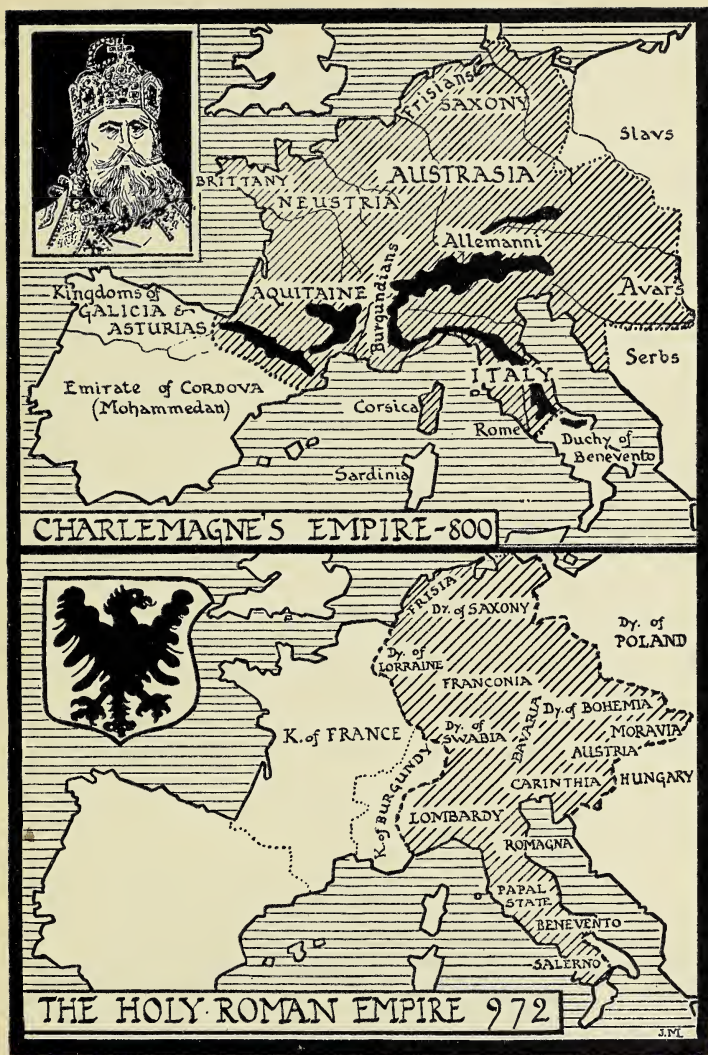 Frisians
SAXONY
Slavs
BRITTANY
NEUSTRIA
AUSTRASIA
Allemanni
Burgundians
Avars
Kingdoms of
GALICIA &
ASTURIAS
AQUITAINE
Serbs
Emirate of CORDOVA
(Mohammedan)
ITALY
Corsica
Rome
Duchy of
Benevento
Sardinia
CHARLEMAGNE'S EMPIRE-800
FRISIA
Dy. of SAXONY
Dy. of
POLAND
Dy. of
LORRAINE
FRANCONIA
K. of FRANCE
Dy. of
SWABIA
BAVARIA
Dy. of BOHEMIA
MORAVIA
AUSTRIA
K. of BURGUNDY
CARINTHIA
HUNGARY
LOMBARDY
ROMAGNA
PAPAL
STATE
BENEVENTO
SALERNO
THE HOLY·ROMAN EMPIRE 972
J.M.